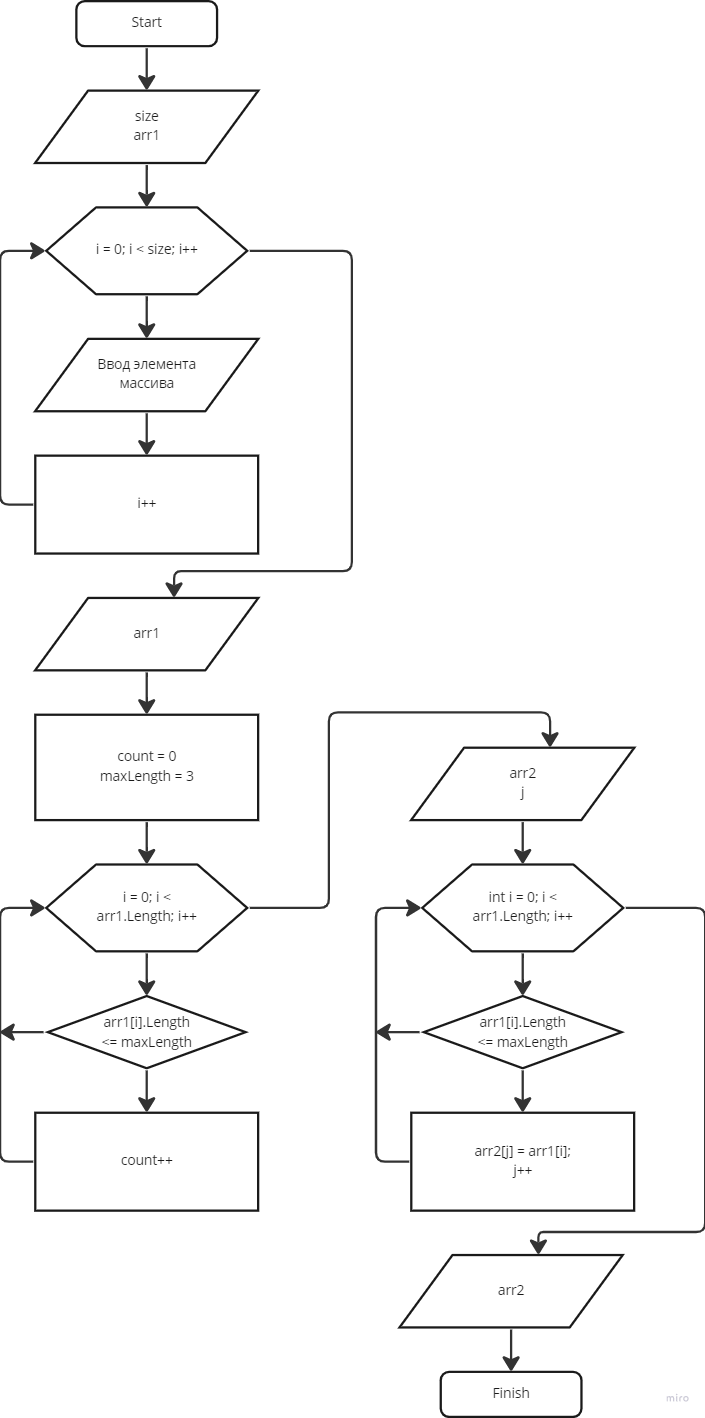 Start
size
arr1
i = 0; i < size; i++
Ввод элемента
массива
i++
arr1
count = 0
maxLength = 3
i = 0; i <
arr1.Length; i++
arr1[i].Length
<= maxLength
count++
arr2
j
int i = 0; i <
arr1.Length; i++
arr1[i].Length
<= maxLength
arr2[j] = arr1[i];
j++
arr2
Finish
miro